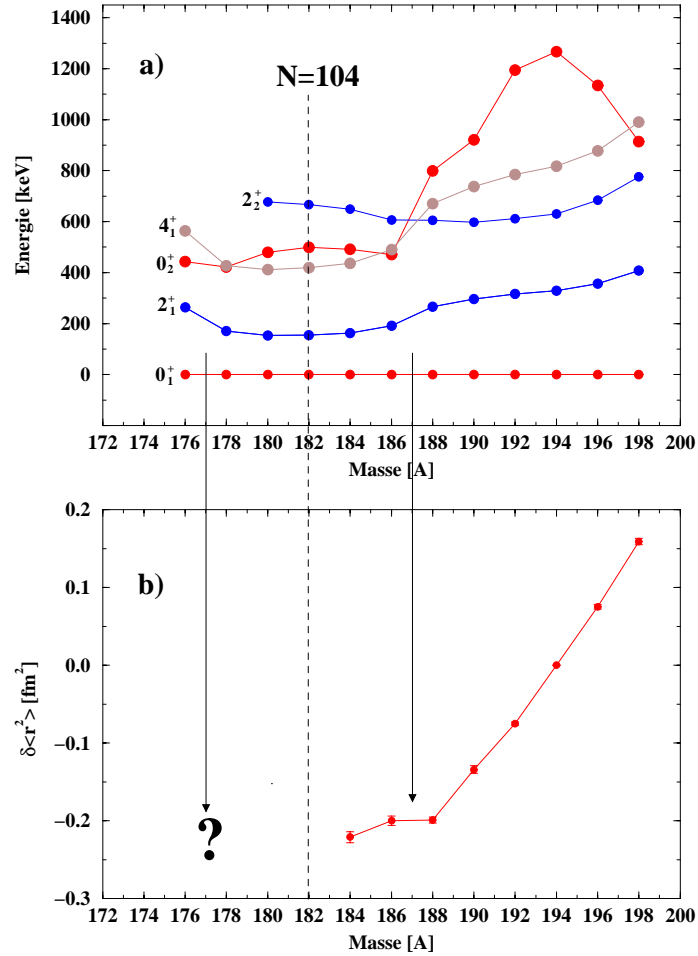 1400
1200
1000
800
600
400
200
0
Energie [keV]
a)
N=104
2₂⁺
4₁⁺
0₂⁺
2₁⁺
0₁⁺
172 174 176 178 180 182 184 186 188 190 192 194 196 198 200
Masse [A]
0.2
0.1
0.0
−0.1
−0.2
−0.3
δ<r²> [fm²]
b)
?
172 174 176 178 180 182 184 186 188 190 192 194 196 198 200
Masse [A]